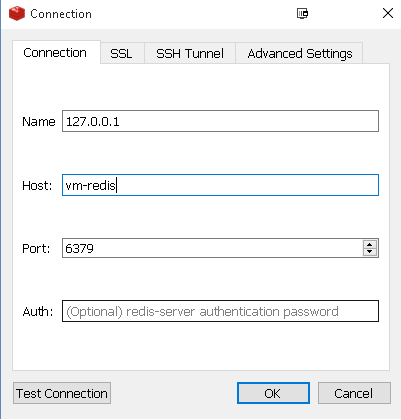 Connection
Connection SSL SSH Tunnel Advanced Settings
Name 127.0.0.1
Host: vm-redis
Port: 6379
Auth: (Optional) redis-server authentication password
Test Connection OK Cancel